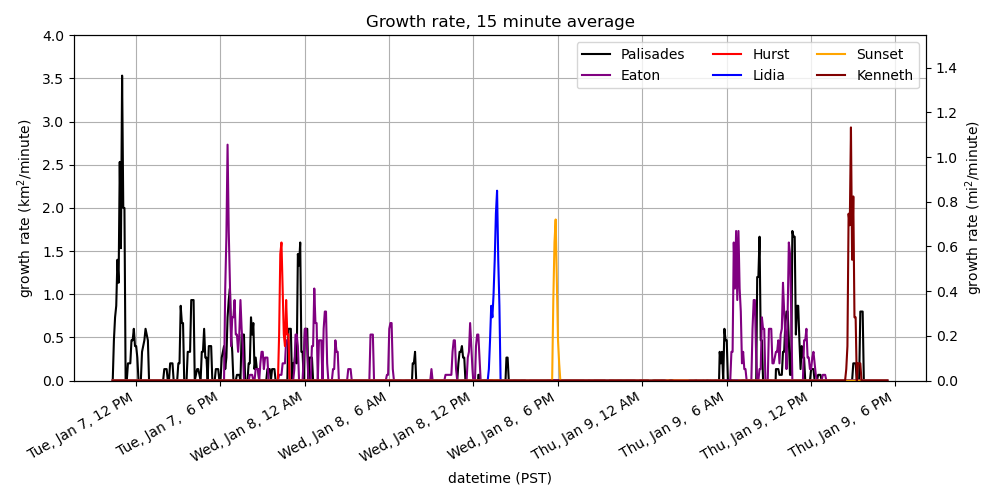 Growth rate, 15 minute average
growth rate (km²/minute)
4.0
3.5
3.0
2.5
2.0
1.5
1.0
0.5
0.0
Palisades
Eaton
Hurst
Lidia
Sunset
Kenneth
1.4
1.2
1.0
0.8
0.6
0.4
0.2
0.0
growth rate (mi²/minute)
Tue, Jan 7, 12 PM
Tue, Jan 7, 6 PM
Wed, Jan 8, 12 AM
Wed, Jan 8, 6 AM
Wed, Jan 8, 12 PM
Wed, Jan 8, 6 PM
Thu, Jan 9, 12 AM
Thu, Jan 9, 6 AM
Thu, Jan 9, 12 PM
Thu, Jan 9, 6 PM
datetime (PST)